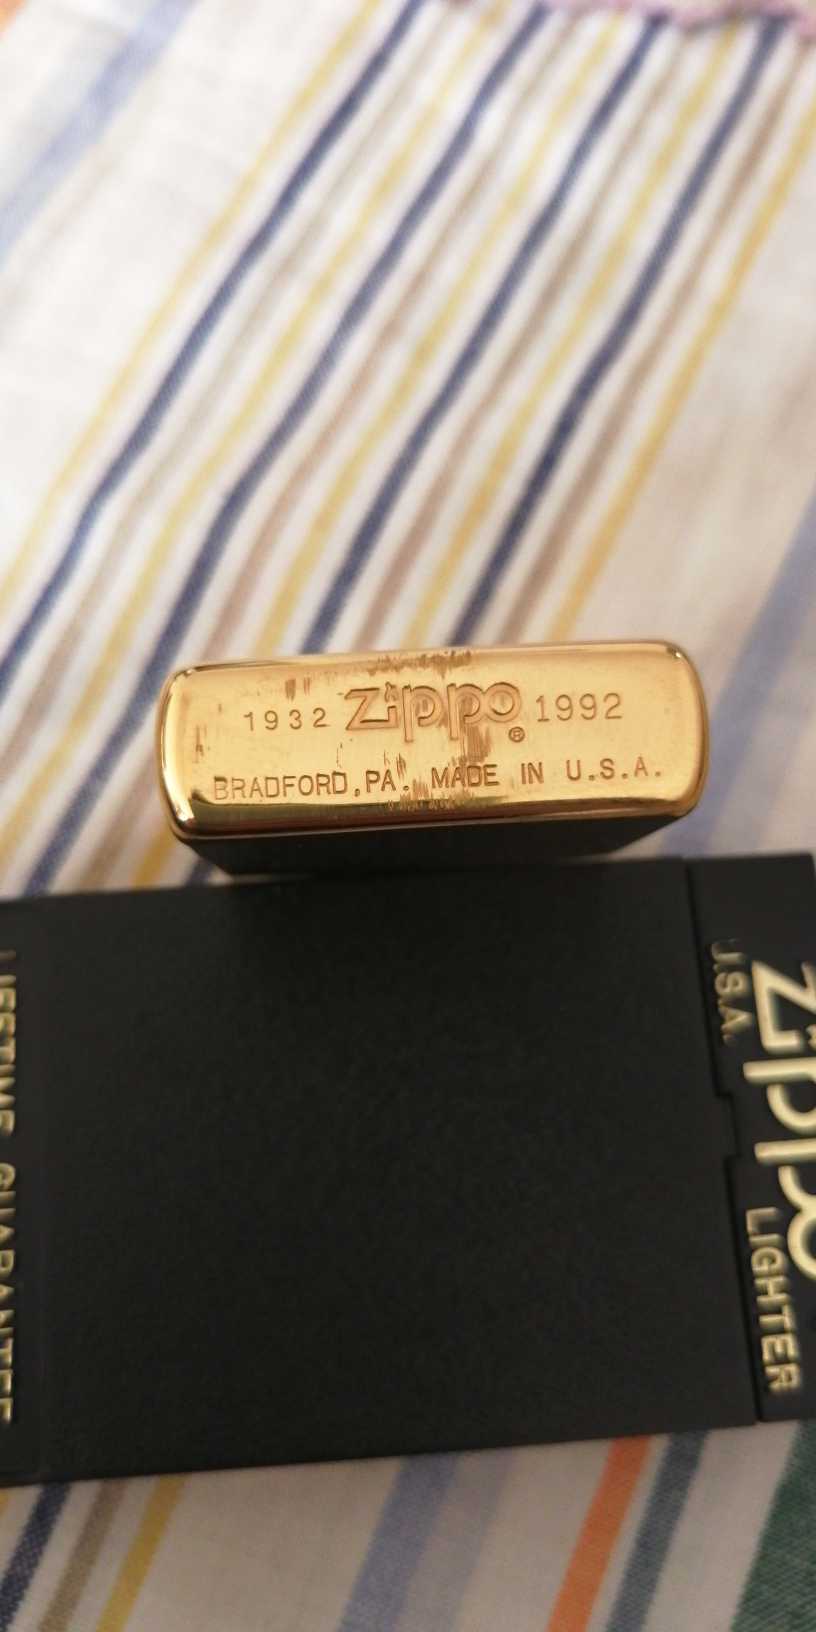 1932 Zippo 1992
®
BRADFORD, PA. MADE IN U.S.A.
LIFETIME GUARANTEE
U.S.A.
Zippo
LIGHTER